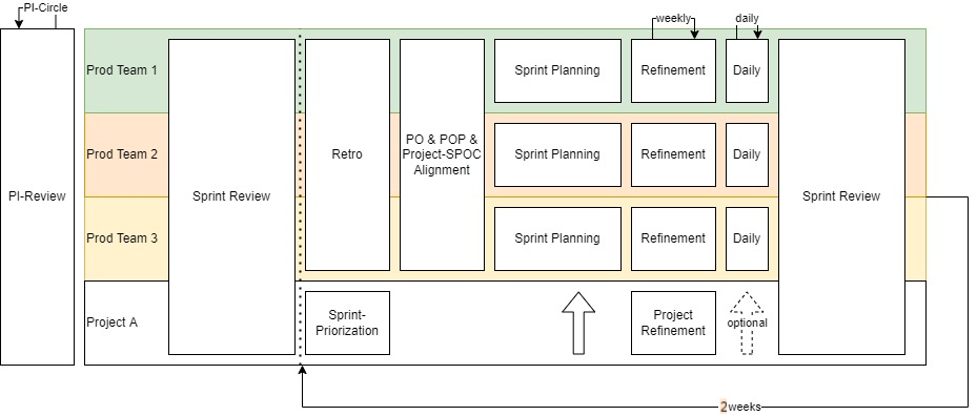 PI-Circle
weekly
daily
Prod Team 1
Sprint Planning
Refinement
Daily
PI-Review
Prod Team 2
Sprint Review
Retro
PO & POP &
Project-SPOC
Alignment
Sprint Planning
Refinement
Daily
Sprint Review
Prod Team 3
Sprint Planning
Refinement
Daily
Project A
Sprint-
Priorization
Project
Refinement
optional
2weeks